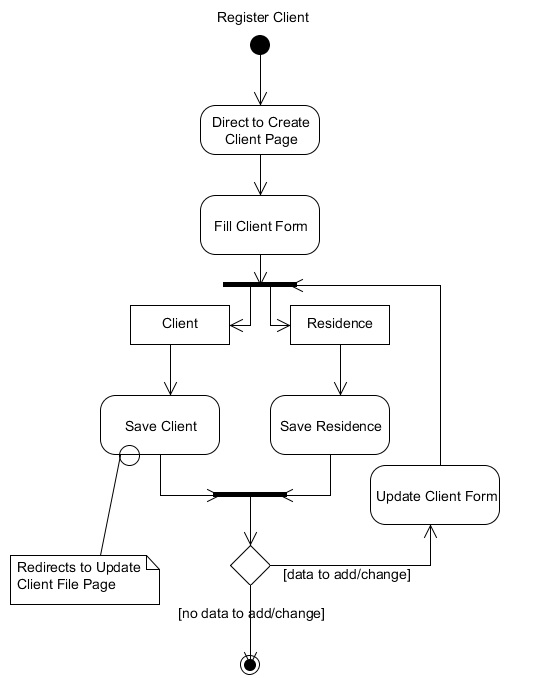 Register Client
Direct to Create
Client Page
Fill Client Form
Client
Residence
Save Client
Save Residence
Update Client Form
Redirects to Update
Client File Page
[data to add/change]
[no data to add/change]